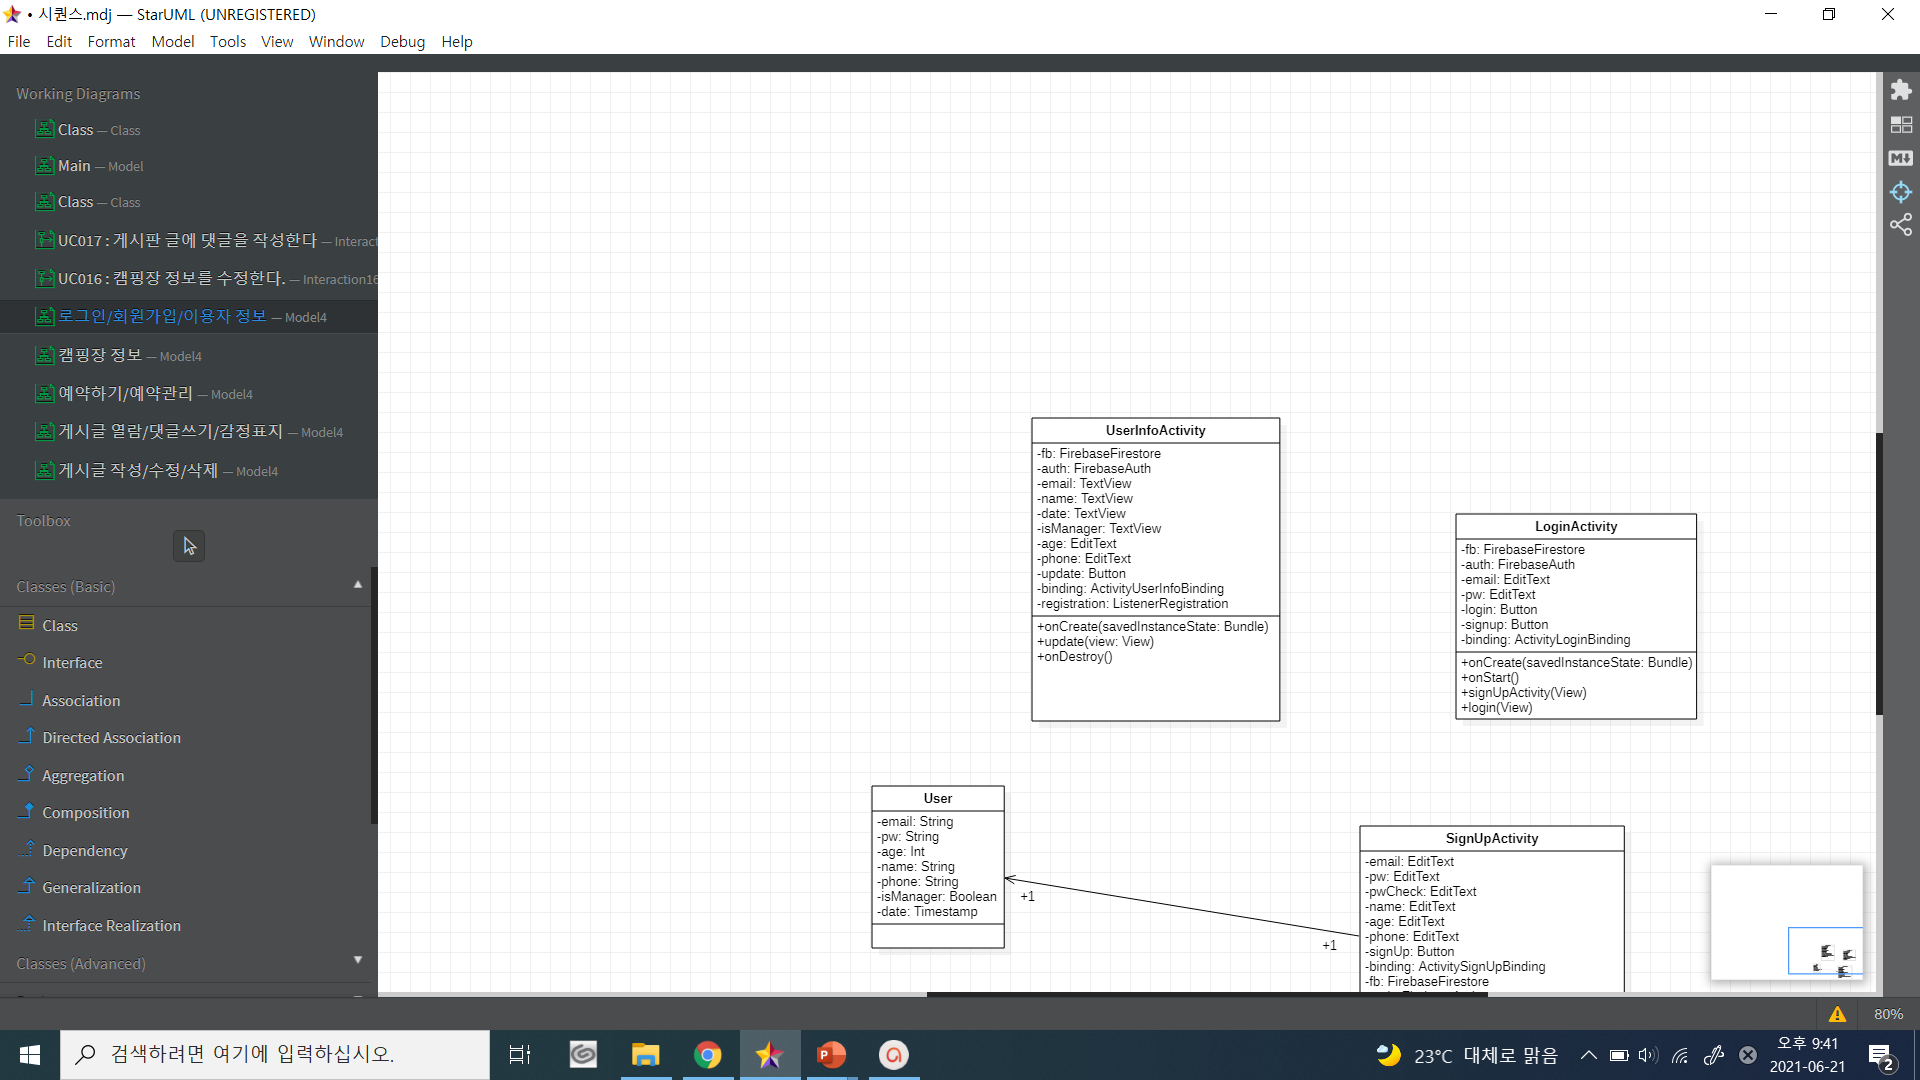 • 시퀀스.mdj — StarUML (UNREGISTERED)
File Edit Format Model Tools View Window Debug Help
Working Diagrams
Class — Class
Main — Model
Class — Class
UC017 : 게시판 글에 댓글을 작성한다 — Interact
UC016 : 캠핑장 정보를 수정한다. — Interaction16
로그인/회원가입/이용자 정보 — Model4
캠핑장 정보 — Model4
예약하기/예약관리 — Model4
게시글 열람/댓글쓰기/감정표지 — Model4
게시글 작성/수정/삭제 — Model4
Toolbox
Classes (Basic)
Class
Interface
Association
Directed Association
Aggregation
Composition
Dependency
Generalization
Interface Realization
Classes (Advanced)
UserInfoActivity
-fb: FirebaseFirestore
-auth: FirebaseAuth
-email: TextView
-name: TextView
-date: TextView
-isManager: TextView
-age: EditText
-phone: EditText
-update: Button
-binding: ActivityUserInfoBinding
-registration: ListenerRegistration
+onCreate(savedInstanceState: Bundle)
+update(view: View)
+onDestroy()
LoginActivity
-fb: FirebaseFirestore
-auth: FirebaseAuth
-email: EditText
-pw: EditText
-login: Button
-signup: Button
-binding: ActivityLoginBinding
+onCreate(savedInstanceState: Bundle)
+onStart()
+signUpActivity(View)
+login(View)
User
-email: String
-pw: String
-age: Int
-name: String
-phone: String
-isManager: Boolean
-date: Timestamp
+1
+1
SignUpActivity
-email: EditText
-pw: EditText
-pwCheck: EditText
-name: EditText
-age: EditText
-phone: EditText
-signUp: Button
-binding: ActivitySignUpBinding
-fb: FirebaseFirestore
M
80%
검색하려면 여기에 입력하십시오.
P
23°C 대체로 맑음
오후 9:41
2021-06-21
2